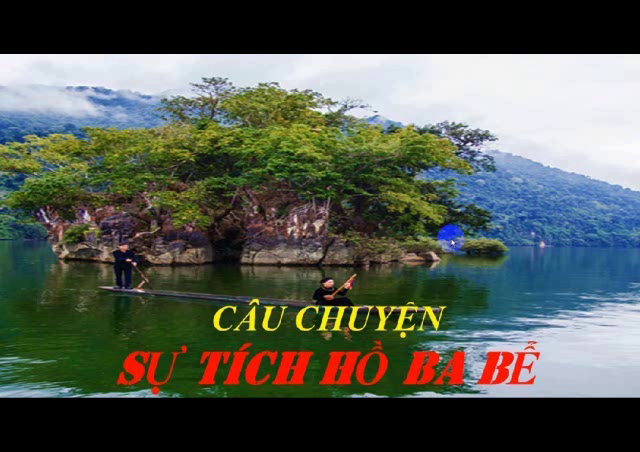 CÂU CHUYỆN
SỰ TÍCH HỒ BA BỂ